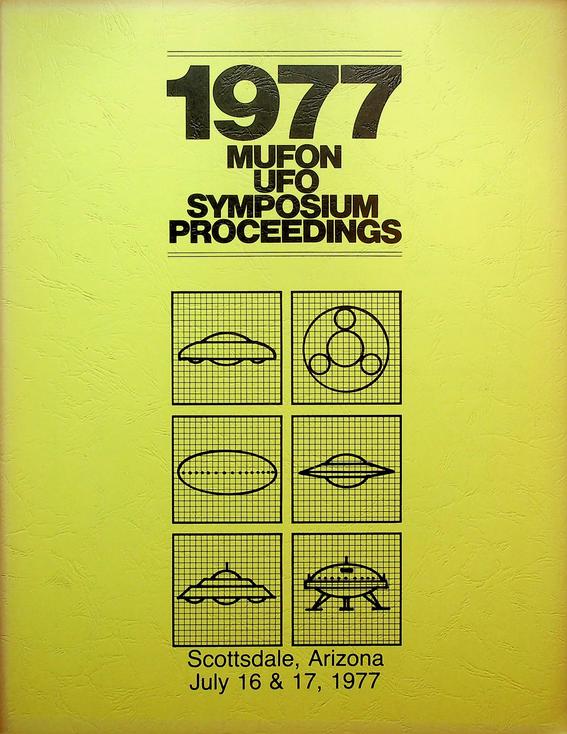 1977
MUFON
UFO
SYMPOSIUM
PROCEEDINGS
Scottsdale, Arizona
July 16 & 17, 1977